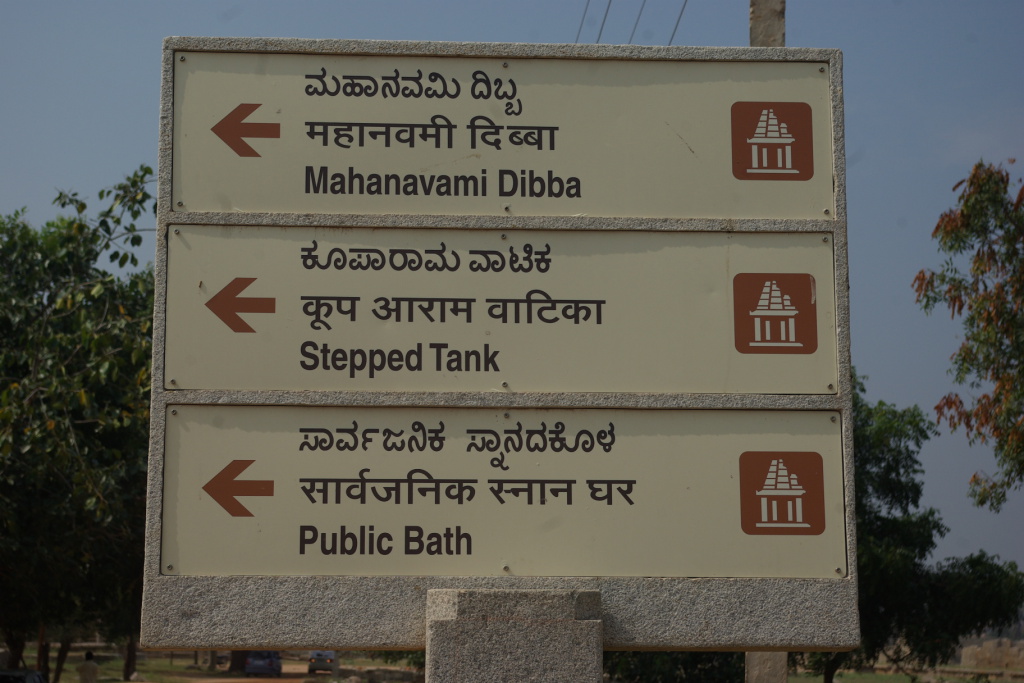 ಮಹಾನವಮಿ ದಿಬ್ಬ
महानवमी दिब्बा
Mahanavami Dibba
ಕೂಪಾರಾಮ ವಾಟಿಕ
कूप आराम वाटिका
Stepped Tank
ಸಾರ್ವಜನಿಕ ಸ್ನಾನದಕೊಳ
सार्वजनिक स्नान घर
Public Bath